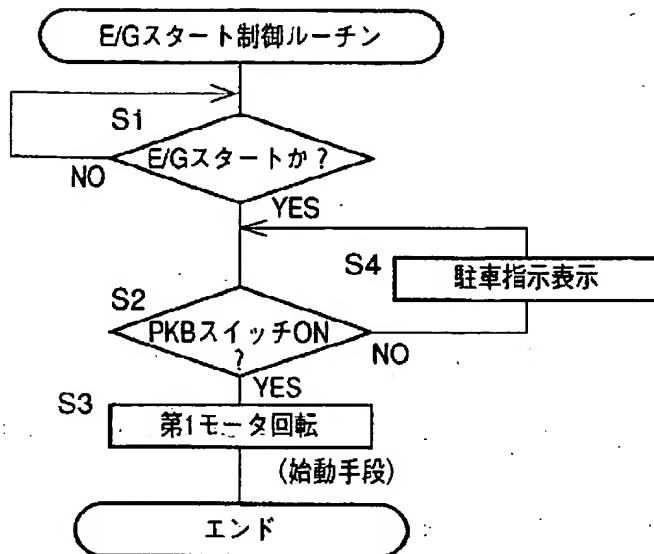 E/Gスタート制御ルーチン
S1
E/Gスタートか?
NO
YES
S4
駐車指示表示
S2
PKBスイッチON
?
NO
YES
S3
第1モータ回転
(始動手段)
エンド